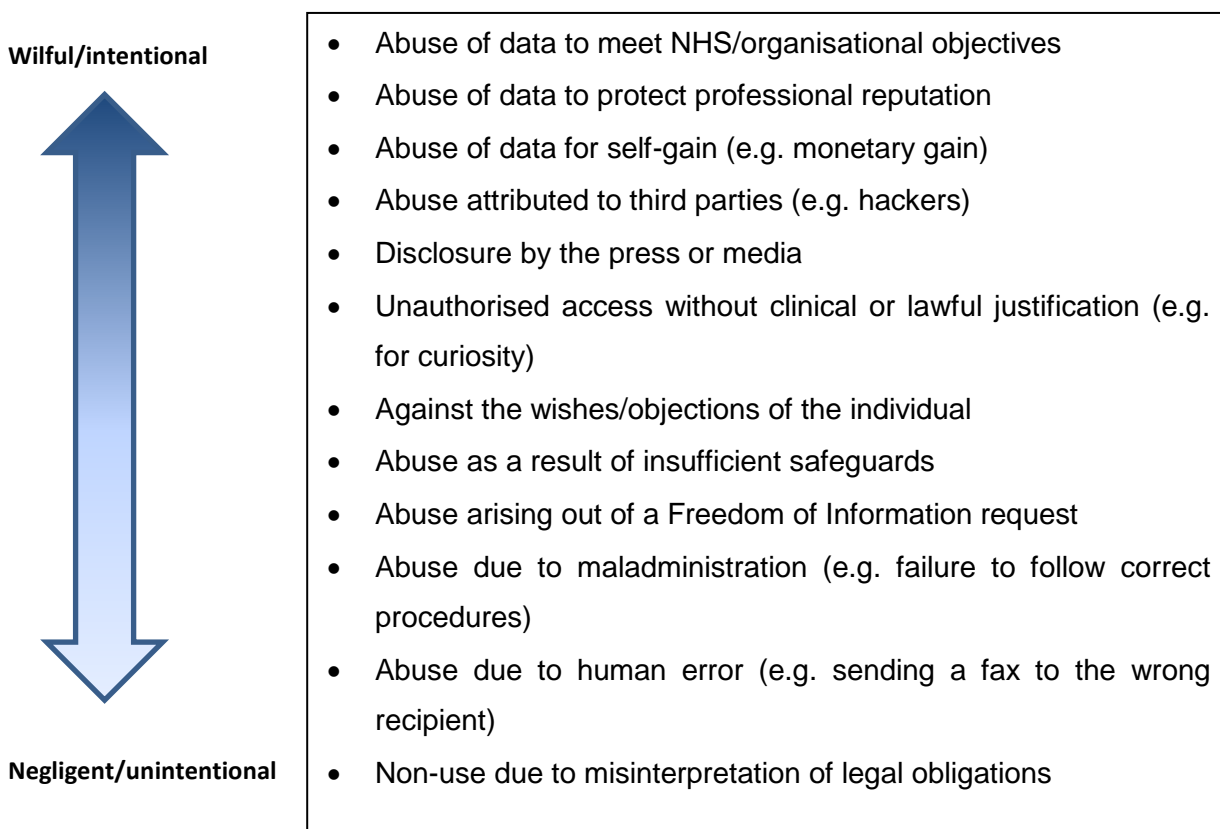 Wilful/intentional
Negligent/unintentional
• Abuse of data to meet NHS/organisational objectives
• Abuse of data to protect professional reputation
• Abuse of data for self-gain (e.g. monetary gain)
• Abuse attributed to third parties (e.g. hackers)
• Disclosure by the press or media
• Unauthorised access without clinical or lawful justification (e.g.
for curiosity)
• Against the wishes/objections of the individual
• Abuse as a result of insufficient safeguards
• Abuse arising out of a Freedom of Information request
• Abuse due to maladministration (e.g. failure to follow correct
procedures)
• Abuse due to human error (e.g. sending a fax to the wrong
recipient)
• Non-use due to misinterpretation of legal obligations